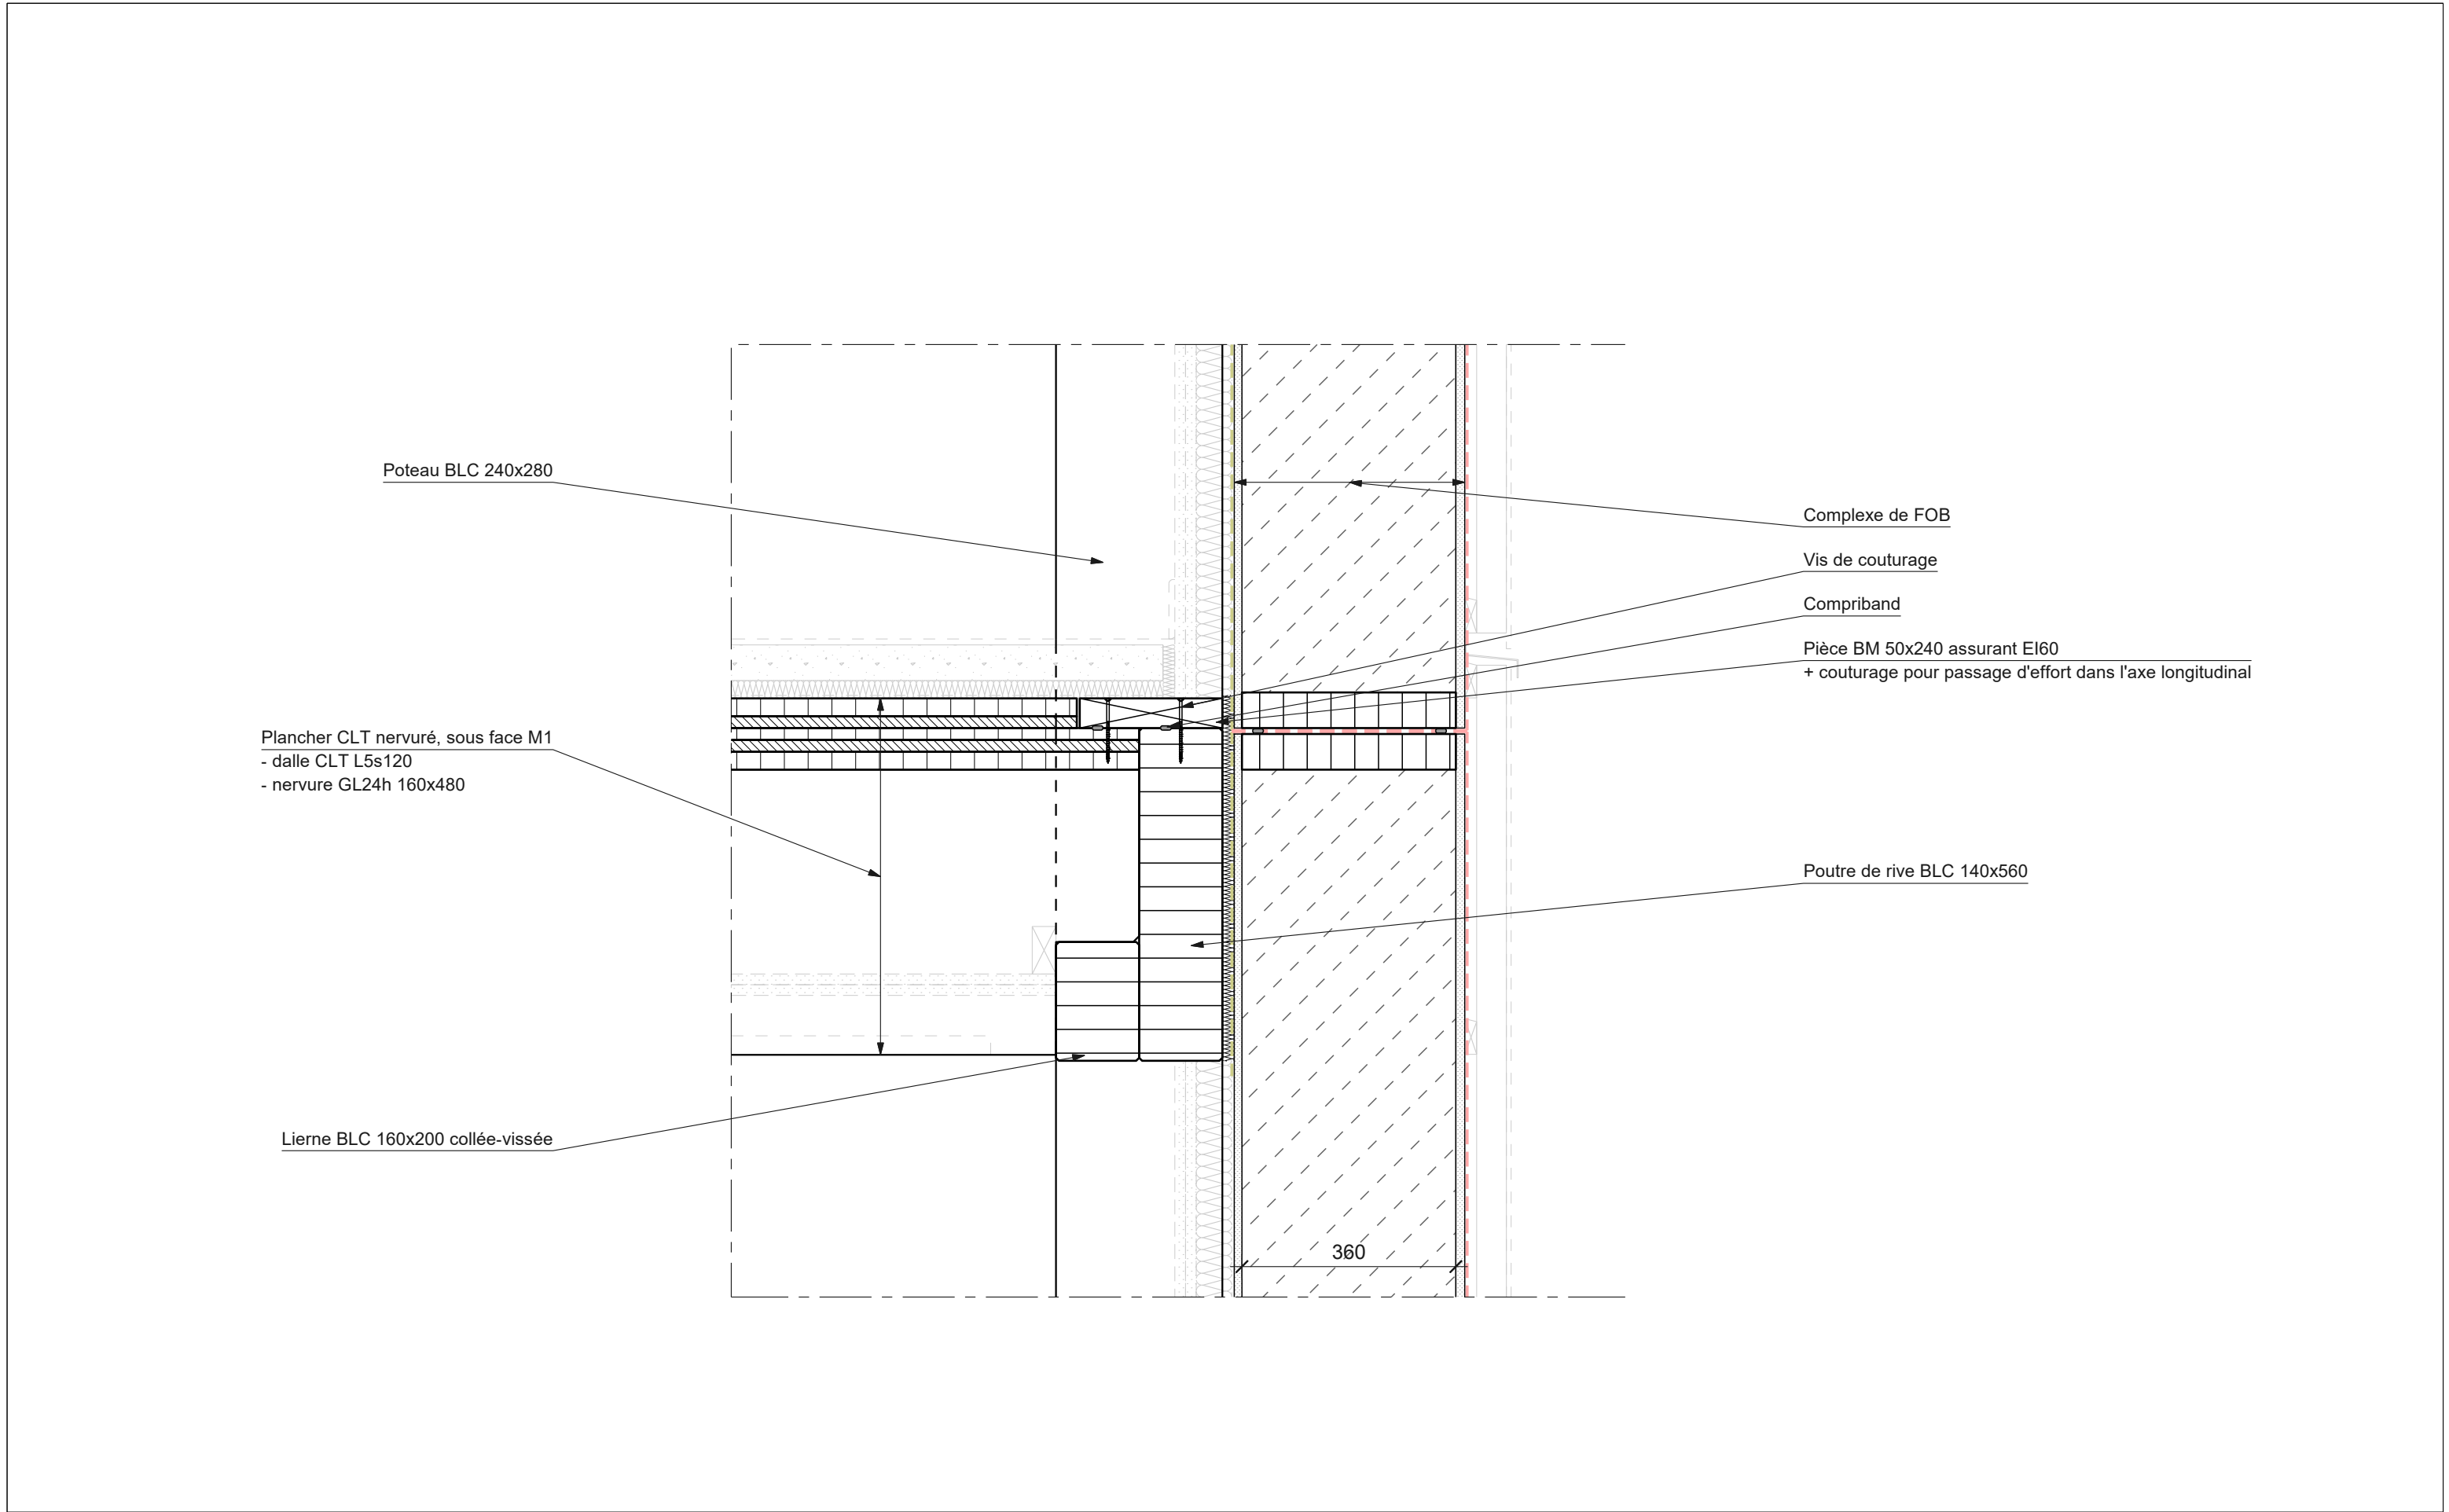 Poteau BLC 240x280
Complexe de FOB
Vis de couturage
Compriband
Pièce BM 50x240 assurant EI60
+ couturage pour passage d'effort dans l'axe longitudinal
Plancher CLT nervuré, sous face M1
- dalle CLT L5s120
- nervure GL24h 160x480
Poutre de rive BLC 140x560
Lierne BLC 160x200 collée-vissée
360